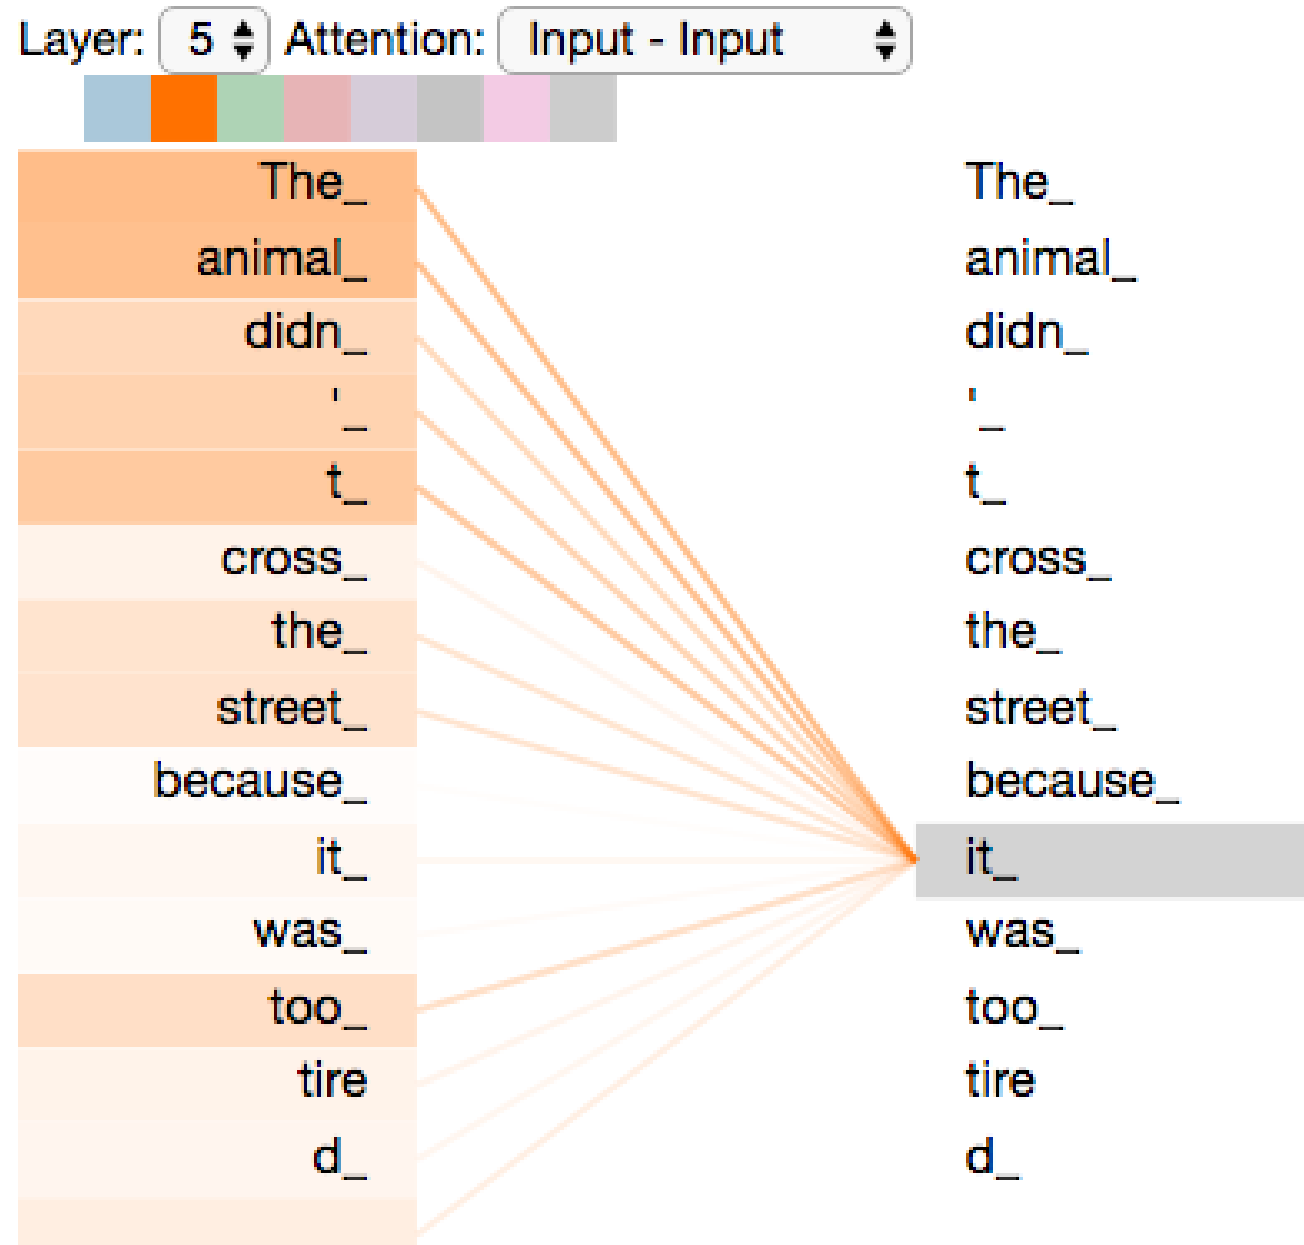 Layer: 5 Attention: Input - Input
The_ The_
animal_ animal_
didn_ didn_
'_ '_
t_ t_
cross_ cross_
the_ the_
street_ street_
because_ because_
it_ it_
was_ was_
too_ too_
tire tire
d_ d_